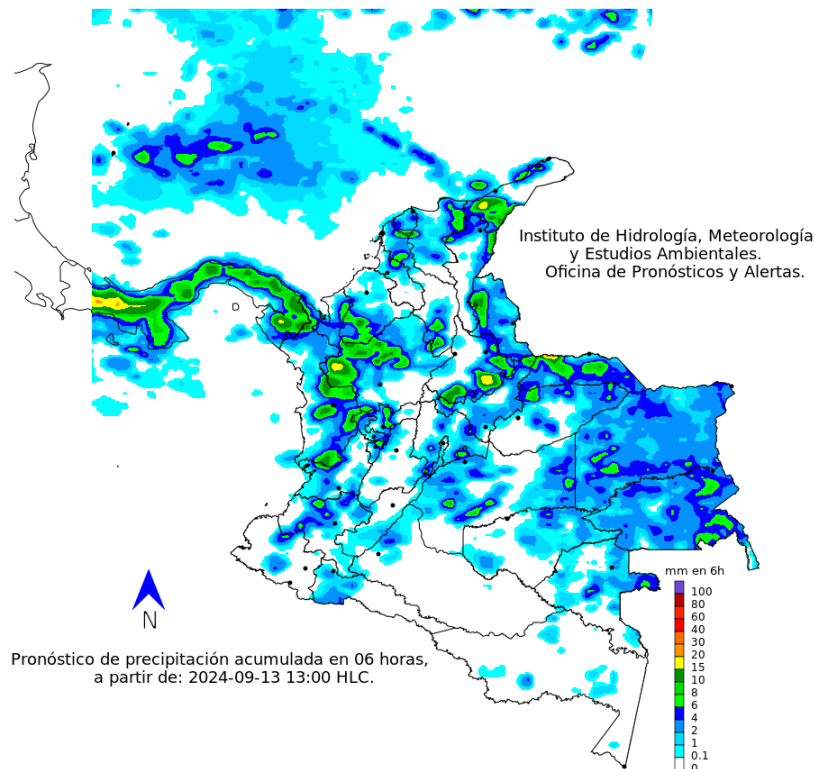 Instituto de Hidrología, Meteorología
y Estudios Ambientales.
Oficina de Pronósticos y Alertas.
mm en 6h
100
80
60
40
30
20
15
10
8
6
4
2
1
0.1
0
N
Pronóstico de precipitación acumulada en 06 horas,
a partir de: 2024-09-13 13:00 HLC.